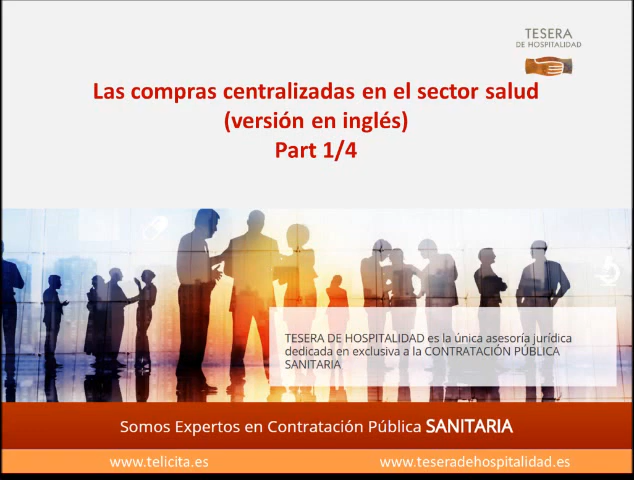 TESERA
DE HOSPITALIDAD
Las compras centralizadas en el sector salud
(versión en inglés)
Part 1/4
TESERA DE HOSPITALIDAD es la única asesoría jurídica
dedicada en exclusiva a la CONTRATACIÓN PÚBLICA
SANITARIA
Somos Expertos en Contratación Pública SANITARIA
www.telicita.es
www.teseradehospitalidad.es